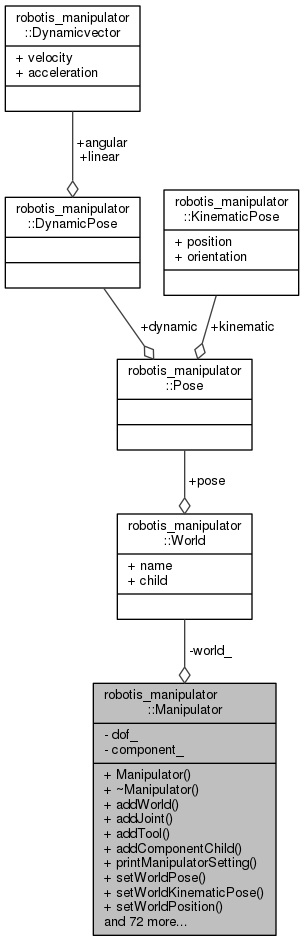 robotis_manipulator
::Dynamicvector
+ velocity
+ acceleration
+angular
+linear
robotis_manipulator
::DynamicPose
robotis_manipulator
::KinematicPose
+ position
+ orientation
+dynamic
+kinematic
robotis_manipulator
::Pose
+pose
robotis_manipulator
::World
+ name
+ child
-world_
robotis_manipulator
::Manipulator
- dof_
- component_
+ Manipulator()
+ ~Manipulator()
+ addWorld()
+ addJoint()
+ addTool()
+ addComponentChild()
+ printManipulatorSetting()
+ setWorldPose()
+ setWorldKinematicPose()
+ setWorldPosition()
and 72 more...